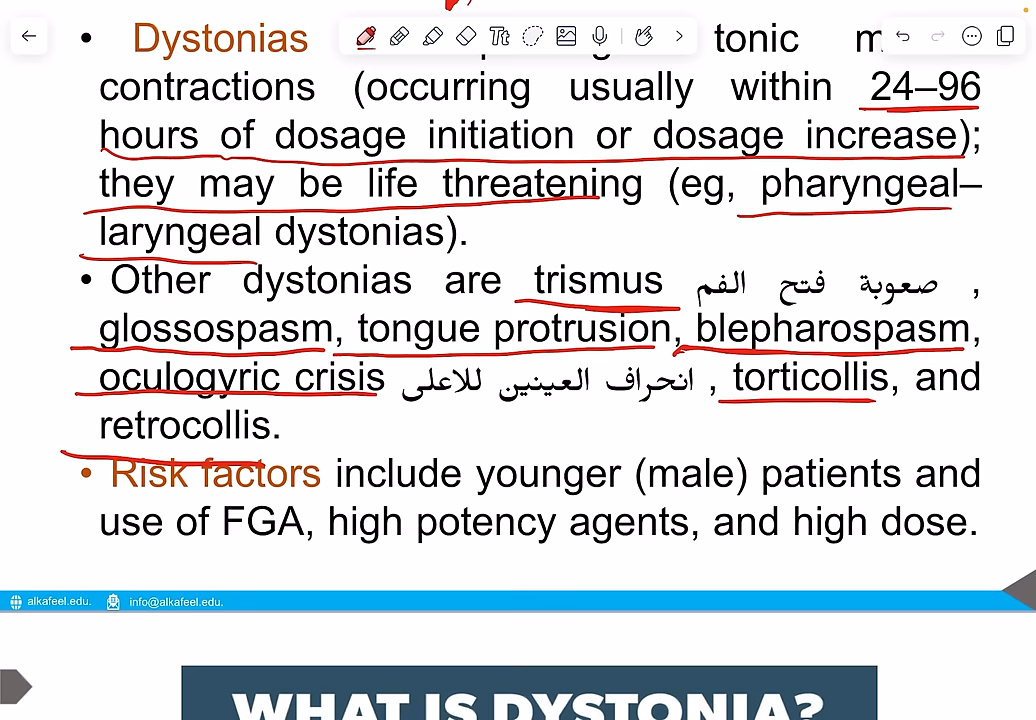 • Dystonias tonic
contractions (occurring usually within 24–96
hours of dosage initiation or dosage increase);
they may be life threatening (eg, pharyngeal–
laryngeal dystonias).
• Other dystonias are trismus صعوبة فتح الفم ,
glossospasm, tongue protrusion, blepharospasm,
oculogyric crisis انحراف العينين للاعلى , torticollis, and
retrocollis.
• Risk factors include younger (male) patients and
use of FGA, high potency agents, and high dose.
alkafeel.edu. info@alkafeel.edu.
WHAT IS DYSTONIA?